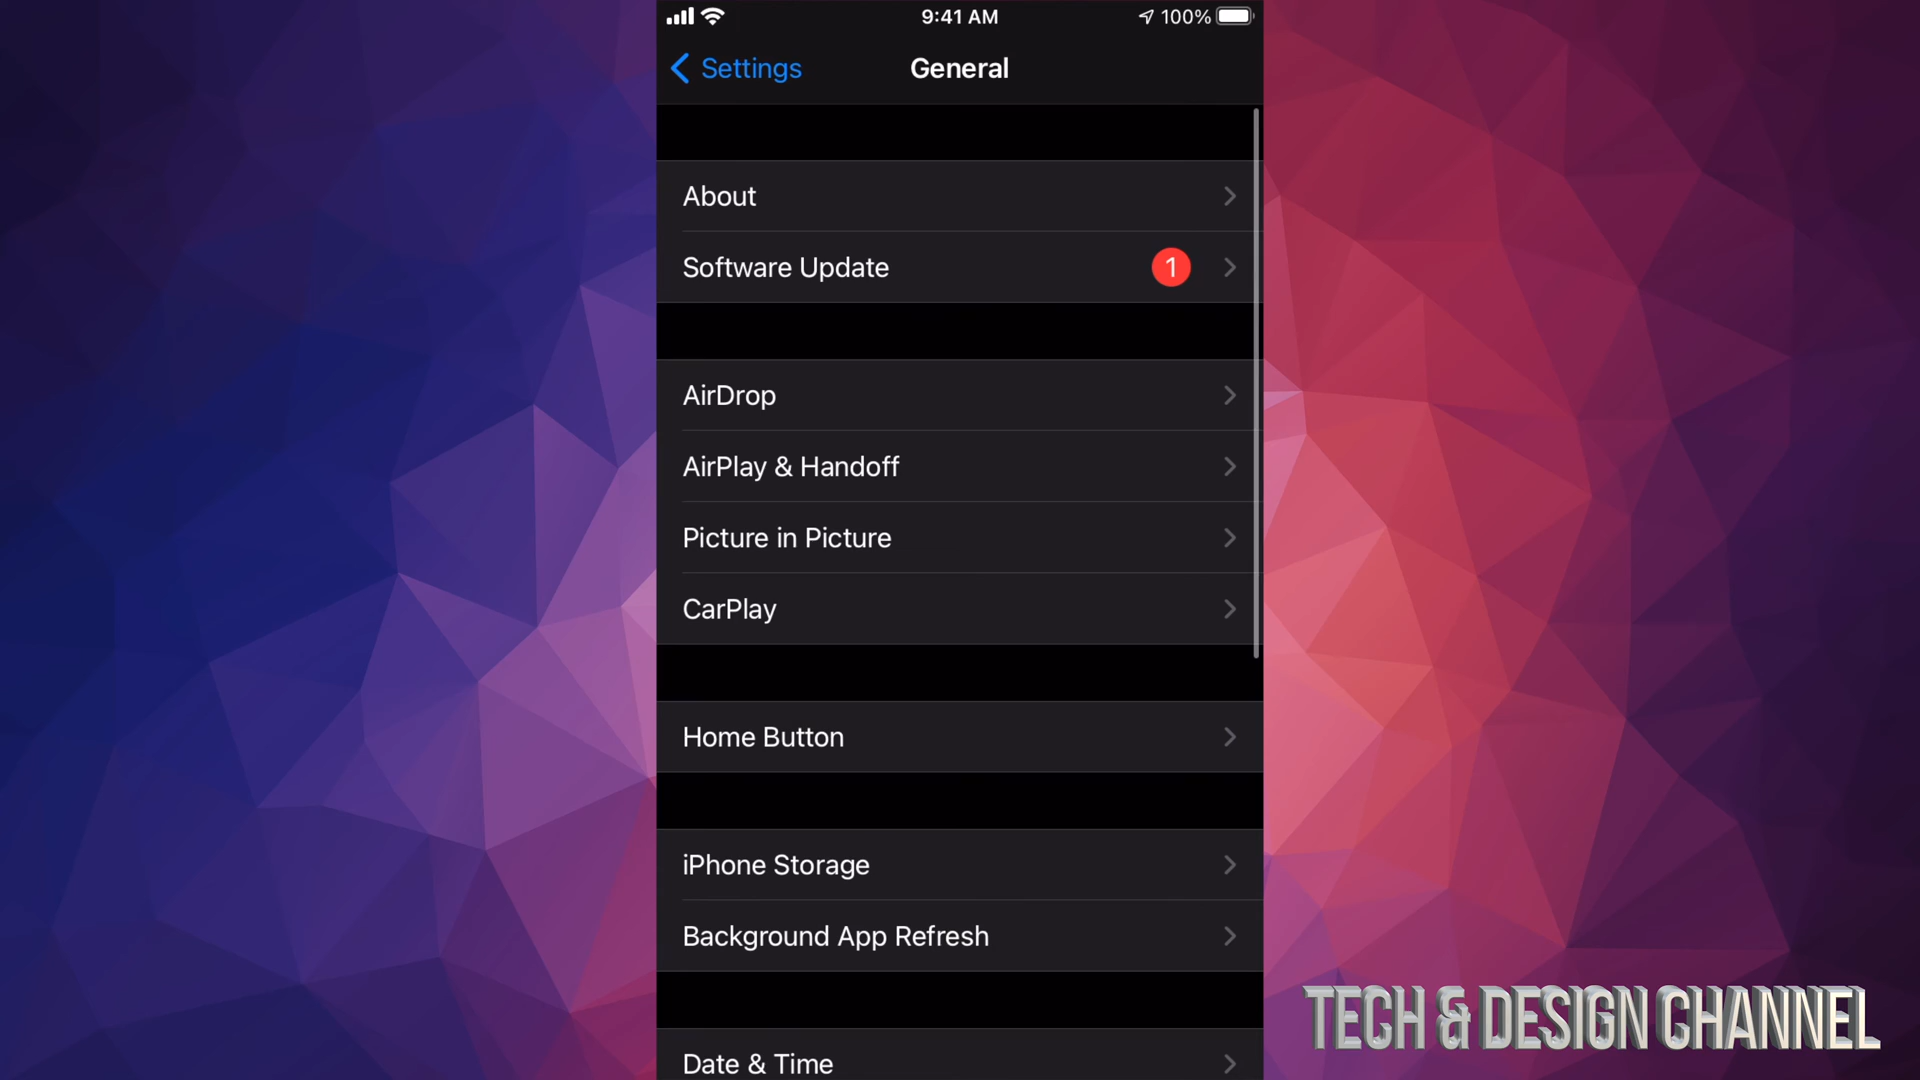 9:41 AM
100%
Settings
General
About
Software Update
1
AirDrop
AirPlay & Handoff
Picture in Picture
CarPlay
Home Button
iPhone Storage
Background App Refresh
Date & Time
TECH & DESIGN CHANNEL